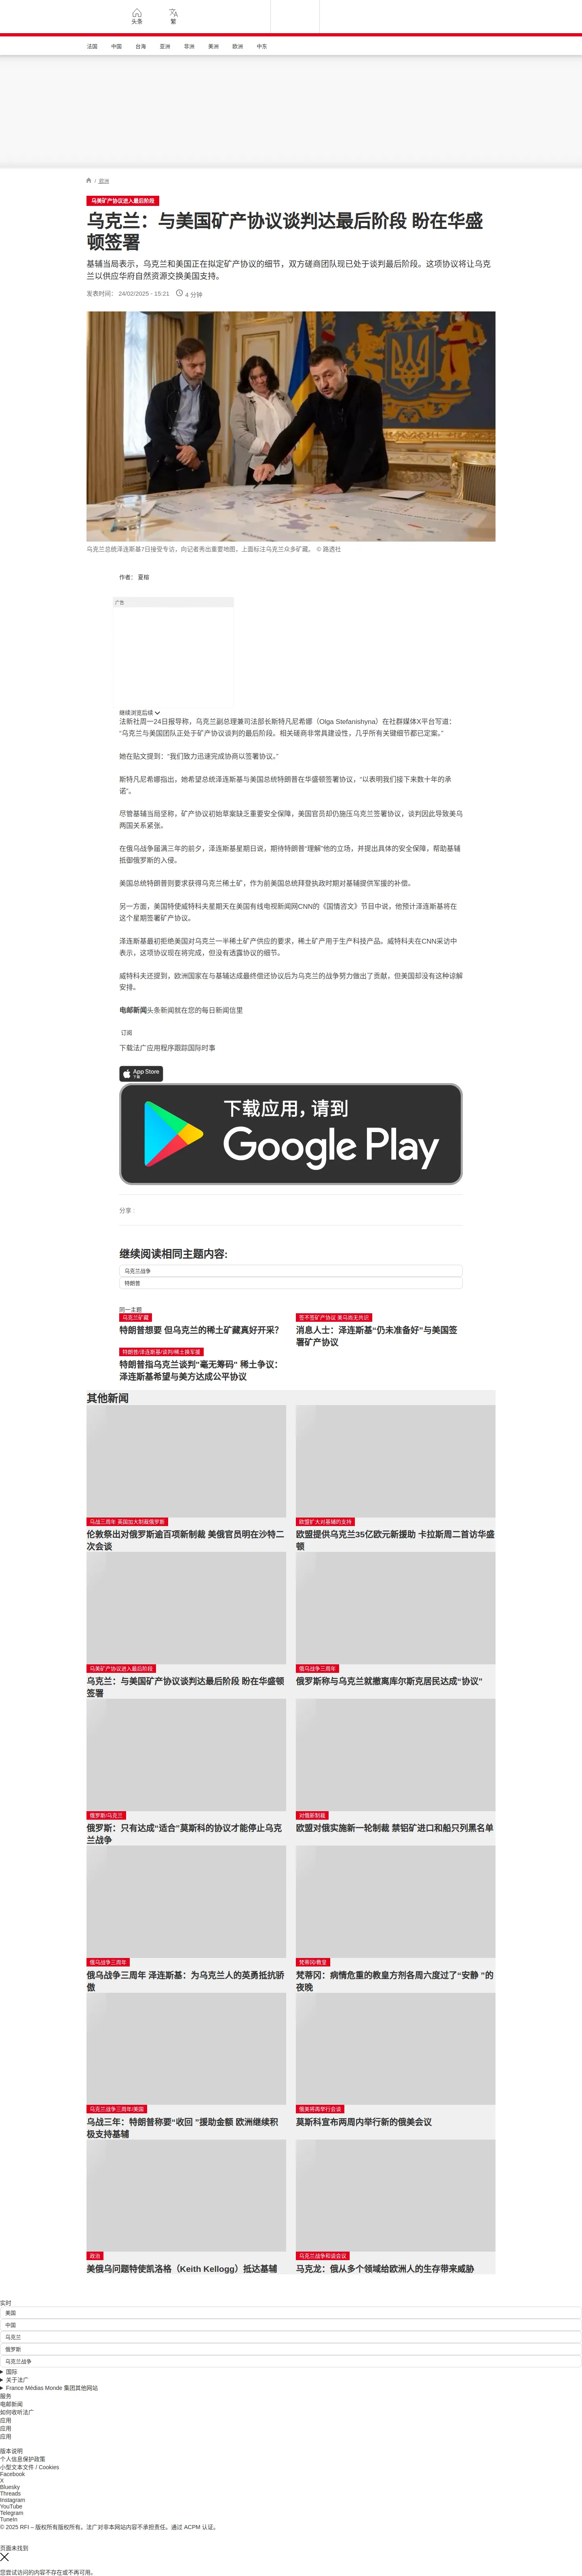 头条
繁
法国
中国
台海
亚洲
非洲
美洲
欧洲
中东
/ 欧洲
乌美矿产协议进入最后阶段
乌克兰：与美国矿产协议谈判达最后阶段 盼在华盛
顿签署
基辅当局表示，乌克兰和美国正在拟定矿产协议的细节，双方磋商团队现已处于谈判最后阶段。这项协议将让乌克
兰以供应华府自然资源交换美国支持。
发表时间： 24/02/2025 - 15:21
4 分钟
乌克兰总统泽连斯基7日接受专访，向记者秀出重要地图，上面标注乌克兰众多矿藏。 © 路透社
作者： 夏榕
广告
继续浏览后续
法新社周一24日报导称，乌克兰副总理兼司法部长斯特凡尼希娜（Olga Stefanishyna）在社群媒体X平台写道：
“乌克兰与美国团队正处于矿产协议谈判的最后阶段。相关磋商非常具建设性，几乎所有关键细节都已定案。”
她在贴文提到：“我们致力迅速完成协商以签署协议。”
斯特凡尼希娜指出，她希望总统泽连斯基与美国总统特朗普在华盛顿签署协议，“以表明我们接下来数十年的承
诺”。
尽管基辅当局坚称，矿产协议初始草案缺乏重要安全保障，美国官员却仍施压乌克兰签署协议，谈判因此导致美乌
两国关系紧张。
在俄乌战争届满三年的前夕，泽连斯基星期日说，期待特朗普“理解”他的立场，并提出具体的安全保障，帮助基辅
抵御俄罗斯的入侵。
美国总统特朗普则要求获得乌克兰稀土矿，作为前美国总统拜登执政时期对基辅提供军援的补偿。
另一方面，美国特使威特科夫星期天在美国有线电视新闻网CNN的《国情咨文》节目中说，他预计泽连斯基将在
这个星期签署矿产协议。
泽连斯基最初拒绝美国对乌克兰一半稀土矿产供应的要求，稀土矿产用于生产科技产品。威特科夫在CNN采访中
表示，这项协议现在将完成，但没有透露协议的细节。
威特科夫还提到，欧洲国家在与基辅达成最终偿还协议后为乌克兰的战争努力做出了贡献，但美国却没有这种谅解
安排。
电邮新闻头条新闻就在您的每日新闻信里
订阅
下载法广应用程序跟踪国际时事
App Store
下载
下载应用，请到
Google Play
分享 :
继续阅读相同主题内容:
乌克兰战争
特朗普
同一主题
乌克兰矿藏
特朗普想要 但乌克兰的稀土矿藏真好开采？
签不签矿产协议 美乌尚无共识
消息人士：泽连斯基“仍未准备好”与美国签
署矿产协议
特朗普/泽连斯基/谈判/稀土换军援
特朗普指乌克兰谈判“毫无筹码” 稀土争议：
泽连斯基希望与美方达成公平协议
其他新闻
乌战三周年 英国加大制裁俄罗斯
伦敦祭出对俄罗斯逾百项新制裁 美俄官员明在沙特二
次会谈
欧盟扩大对基辅的支持
欧盟提供乌克兰35亿欧元新援助 卡拉斯周二首访华盛
顿
乌美矿产协议进入最后阶段
乌克兰：与美国矿产协议谈判达最后阶段 盼在华盛顿
签署
俄乌战争三周年
俄罗斯称与乌克兰就撤离库尔斯克居民达成“协议”
俄罗斯/乌克兰
俄罗斯：只有达成“适合”莫斯科的协议才能停止乌克
兰战争
对俄新制裁
欧盟对俄实施新一轮制裁 禁铝矿进口和船只列黑名单
俄乌战争三周年
俄乌战争三周年 泽连斯基：为乌克兰人的英勇抵抗骄
傲
梵蒂冈/教皇
梵蒂冈：病情危重的教皇方剂各周六度过了“安静 ”的
夜晚
乌克兰战争三周年/美国
乌战三年：特朗普称要“收回 ”援助金额 欧洲继续积
极支持基辅
俄美将再举行会谈
莫斯科宣布两周内举行新的俄美会议
政治
美俄乌问题特使凯洛格（Keith Kellogg）抵达基辅
乌克兰战争和谈会议
马克龙：俄从多个领域给欧洲人的生存带来威胁
实时
美国
中国
乌克兰
俄罗斯
乌克兰战争
国际
关于法广
France Médias Monde 集团其他网站
服务
电邮新闻
如何收听法广
应用
应用
应用
版本说明
个人信息保护政策
小型文本文件 / Cookies
Facebook
X
Bluesky
Threads
Instagram
YouTube
Telegram
TuneIn
© 2025 RFI – 版权所有版权所有。法广对非本网站内容不承担责任。通过 ACPM 认证。
页面未找到
您尝试访问的内容不存在或不再可用。